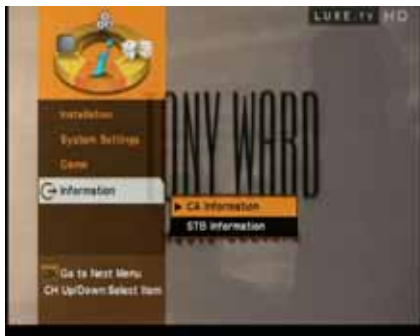 LUXE.TV HD
Installation
System Settings
Game
Information
CA Information
STB Information
ONY WARD
Go to Next Menu
CH Up/Down:Select Item